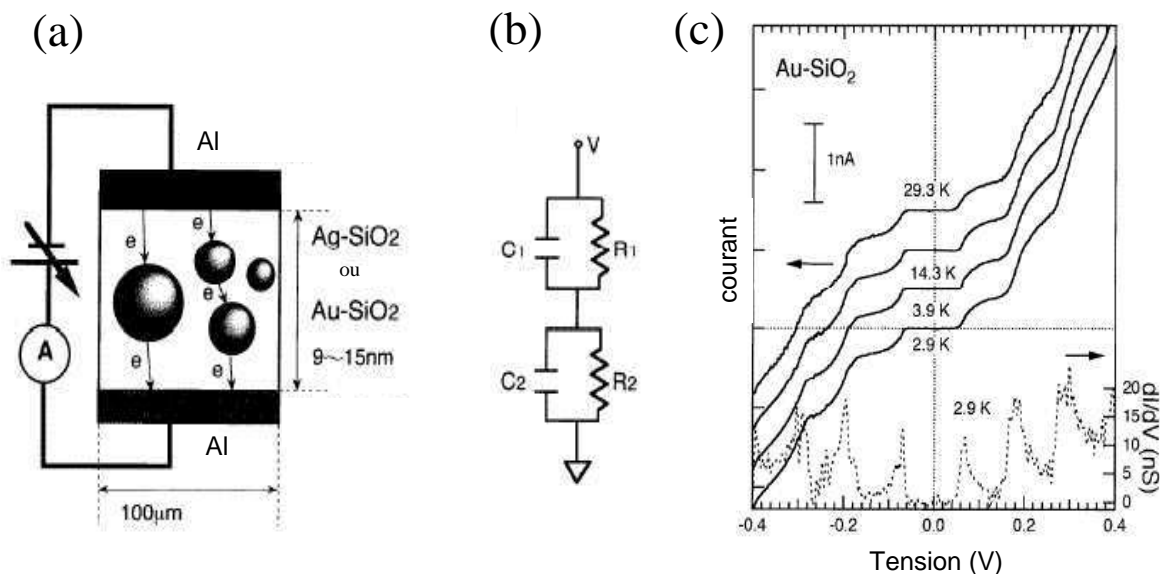 (a)
Al
e
e
e
e
e
A
Ag-SiO2
ou
Au-SiO2
9~15nm
Al
100μm
(b)
V
C1
R1
C2
R2
(c)
Au-SiO2
1nA
29.3 K
14.3 K
3.9 K
2.9 K
2.9 K
courant
20
15
10
5
0
dI/dV (nS)
-0.4
-0.2
0.0
0.2
0.4
Tension (V)